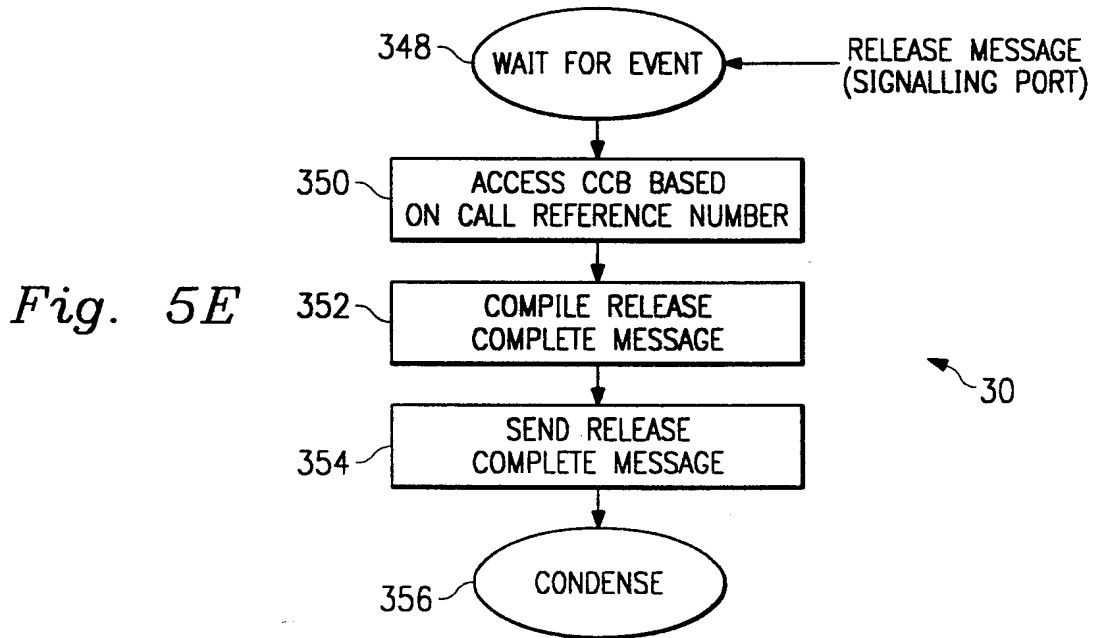 348
WAIT FOR EVENT
RELEASE MESSAGE
(SIGNALLING PORT)
350
ACCESS CCB BASED
ON CALL REFERENCE NUMBER
Fig. 5E
352
COMPILE RELEASE
COMPLETE MESSAGE
30
354
SEND RELEASE
COMPLETE MESSAGE
356
CONDENSE